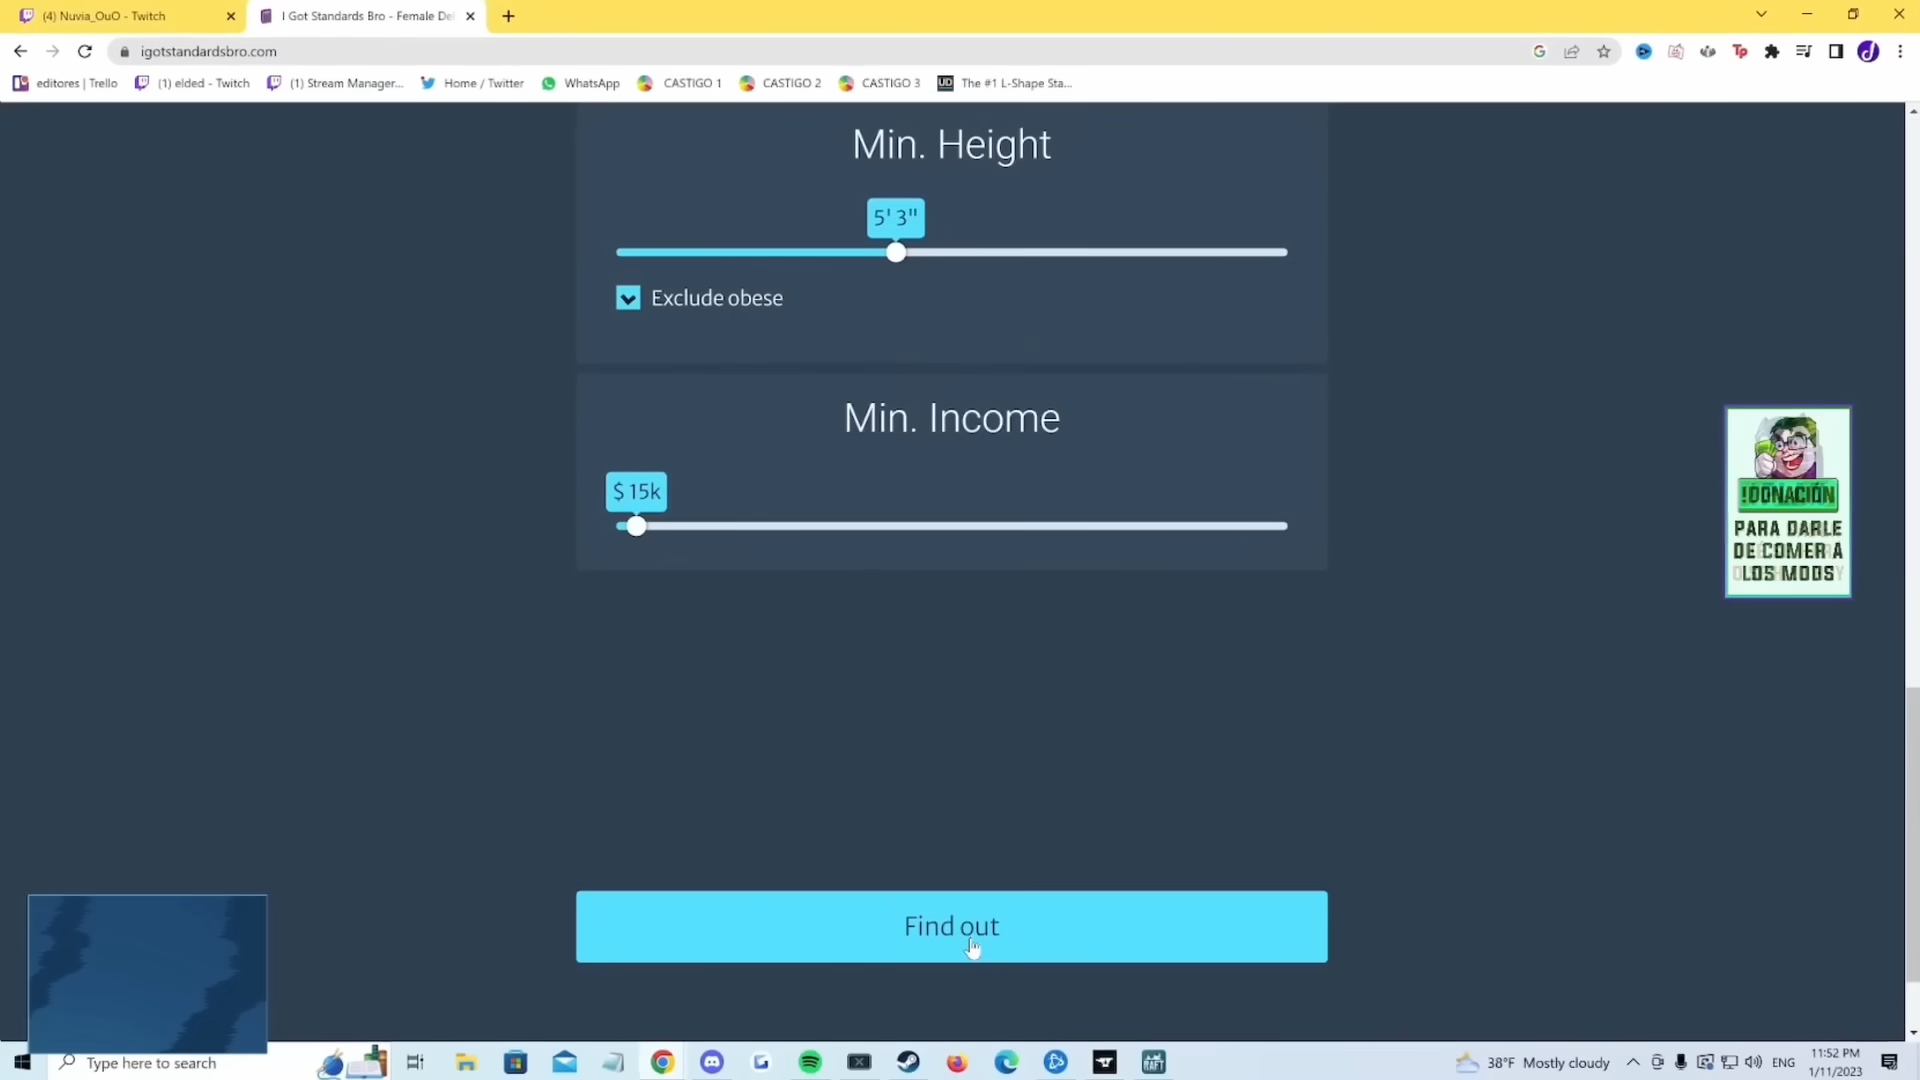 (4) Nuvia_OuO - Twitch
I Got Standards Bro - Female De
igotstandardsbro.com
editores | Trello
(1) elded - Twitch
(1) Stream Manager...
Home / Twitter
WhatsApp
CASTIGO 1
CASTIGO 2
CASTIGO 3
UD
The #1 L-Shape Sta...
Min. Height
5' 3"
Exclude obese
Min. Income
$ 15k
!DONACIÓN
PARA DARLE
DE COMER A
LOS MODS
Find out
Type here to search
RAFT
38°F Mostly cloudy
ENG
11:52 PM
1/11/2023